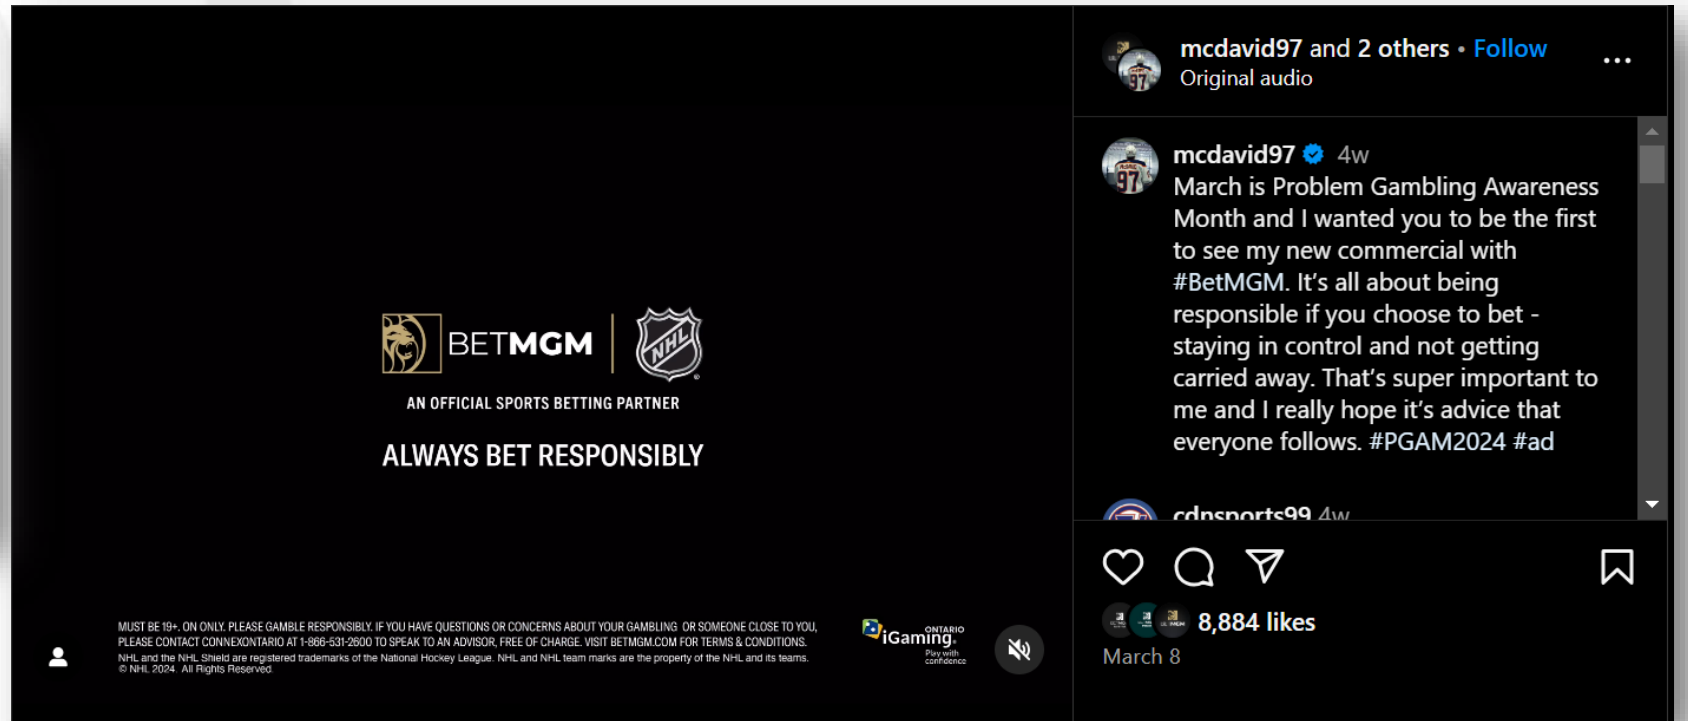 mcdavid97 and 2 others • Follow
Original audio
mcdavid97 4w
March is Problem Gambling Awareness
Month and I wanted you to be the first
to see my new commercial with
#BetMGM. It's all about being
responsible if you choose to bet -
staying in control and not getting
carried away. That's super important to
me and I really hope it's advice that
everyone follows. #PGAM2024 #ad
cdnsports99 4w
8,884 likes
March 8
BETMGM
NHL
AN OFFICIAL SPORTS BETTING PARTNER
ALWAYS BET RESPONSIBLY
MUST BE 19+. ON ONLY. PLEASE GAMBLE RESPONSIBLY. IF YOU HAVE QUESTIONS OR CONCERNS ABOUT YOUR GAMBLING OR SOMEONE CLOSE TO YOU,
PLEASE CONTACT CONNEXONTARIO AT 1-866-531-2600 TO SPEAK TO AN ADVISOR, FREE OF CHARGE. VISIT BETMGM.COM FOR TERMS & CONDITIONS.
NHL and the NHL Shield are registered trademarks of the National Hockey League. NHL and NHL team marks are the property of the NHL and its teams.
© NHL 2024. All Rights Reserved.
iGaming ONTARIO
Play with
confidence
97
97